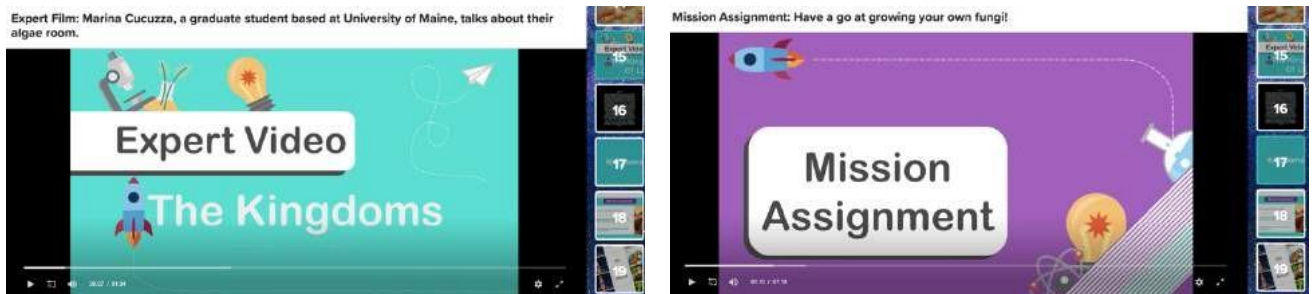 Expert Film: Marina Cucuzza, a graduate student based at University of Maine, talks about their
algae room.
Expert Video
The Kingdoms
15
16
17
18
19
Mission Assignment: Have a go at growing your own fungi!
Mission
Assignment
15
16
17
18
19